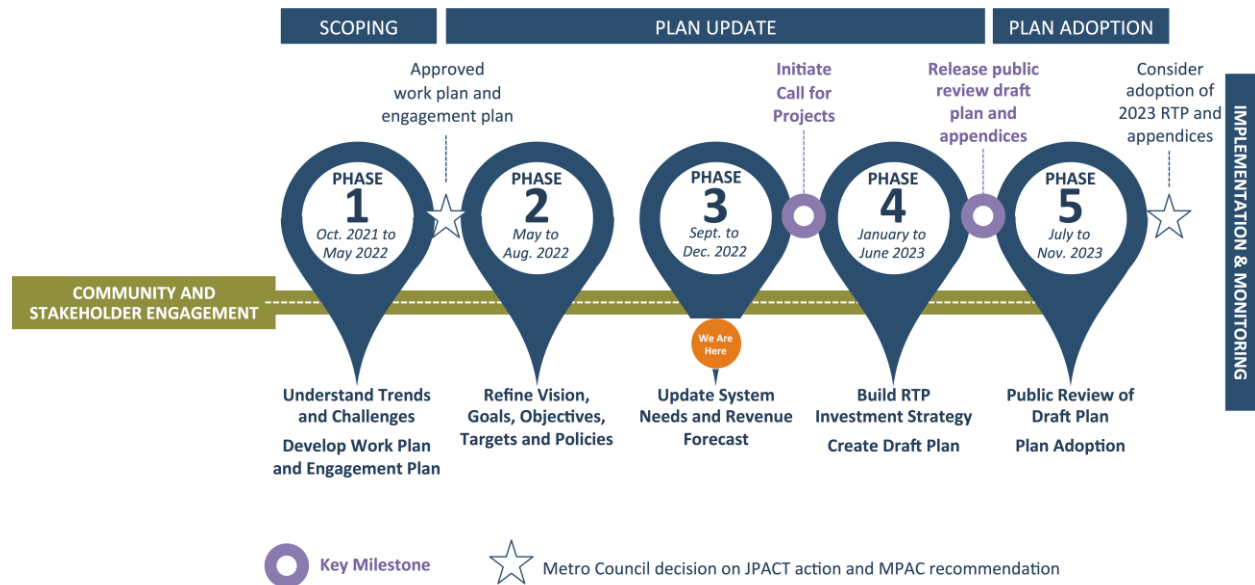 SCOPING
PLAN UPDATE
PLAN ADOPTION
Approved
work plan and
engagement plan
Initiate
Call for
Projects
Release public
review draft
plan and
appendices
Consider
adoption of
2023 RTP and
appendices
IMPLEMENTATION & MONITORING
PHASE
1
Oct. 2021 to
May 2022
PHASE
2
May to
Aug. 2022
PHASE
3
Sept. to
Dec. 2022
PHASE
4
January to
June 2023
PHASE
5
July to
Nov. 2023
COMMUNITY AND
STAKEHOLDER ENGAGEMENT
We Are
Here
Understand Trends
and Challenges
Develop Work Plan
and Engagement Plan
Refine Vision,
Goals, Objectives,
Targets and Policies
Update System
Needs and Revenue
Forecast
Build RTP
Investment Strategy
Create Draft Plan
Public Review of
Draft Plan
Plan Adoption
Key Milestone
Metro Council decision on JPACT action and MPAC recommendation